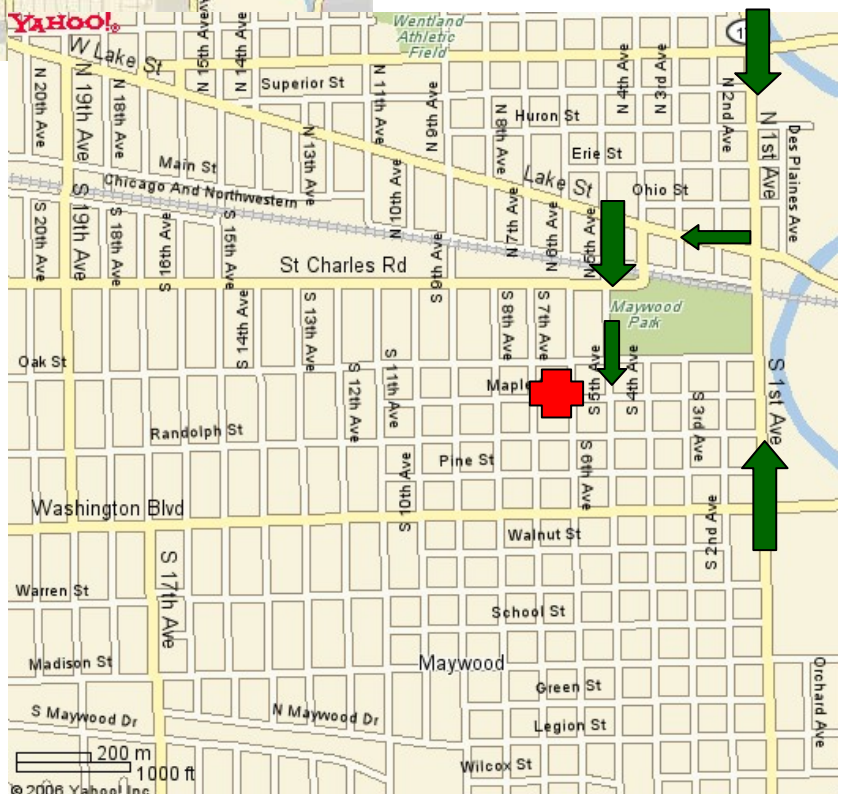 YAHOO!
Wentland
Athletic
Field
W Lake St
N 20th Ave
N 19th Ave
N 18th Ave
N 15th Ave
N 14th Ave
Superior St
N 13th Ave
N 11th Ave
N 10th Ave
N 9th Ave
N 8th Ave
N 7th Ave
N 6th Ave
N 5th Ave
N 4th Ave
N 3rd Ave
N 2nd Ave
N 1st Ave
Des Plaines Ave
Huron St
Erie St
Ohio St
Lake St
Main St
Chicago And Northwestern
S 20th Ave
S 19th Ave
S 18th Ave
S 16th Ave
S 15th Ave
St Charles Rd
S 9th Ave
S 14th Ave
S 13th Ave
S 12th Ave
S 11th Ave
S 8th Ave
S 7th Ave
Maywood
Park
Oak St
Maple
S 5th Ave
S 4th Ave
S 3rd Ave
S 1st Ave
Randolph St
Pine St
S 10th Ave
S 6th Ave
S 2nd Ave
Washington Blvd
Walnut St
S 17th Ave
Warren St
School St
Madison St
Maywood
Green St
Orchard Ave
S Maywood Dr
N Maywood Dr
Legion St
Wilcox St
200 m
1000 ft
© 2006 Yahoo! Inc